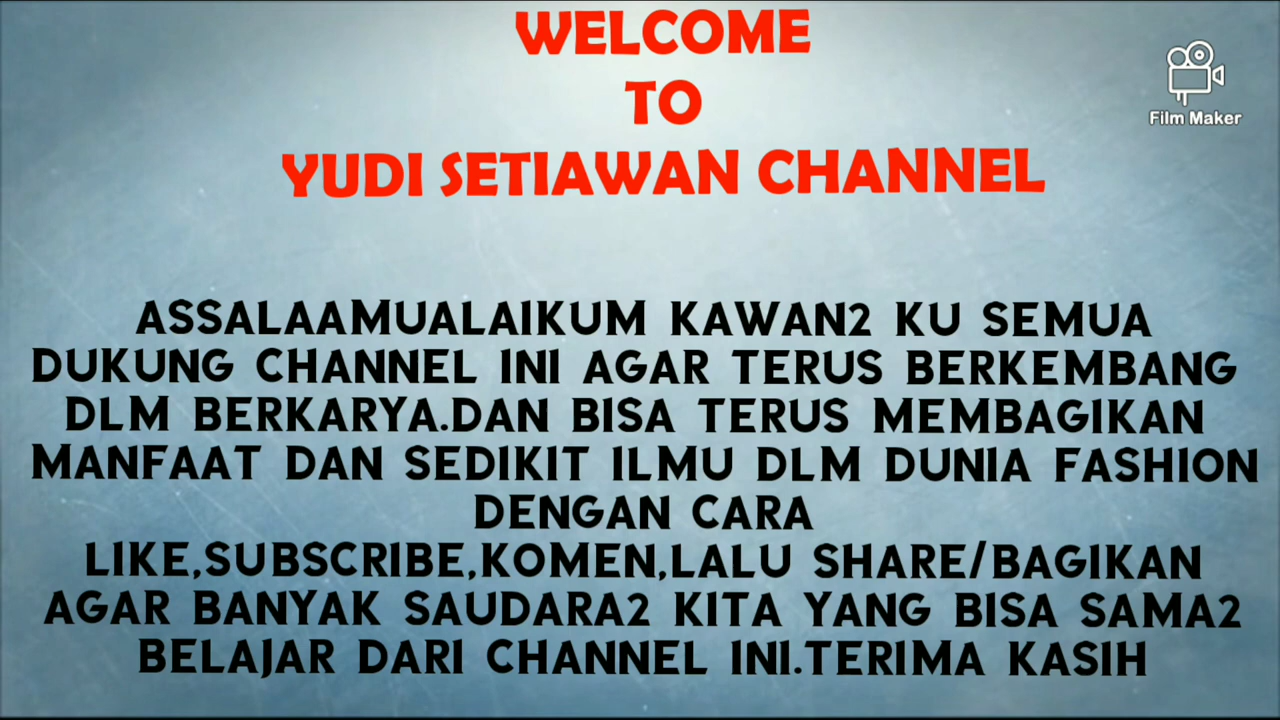 WELCOME
TO
YUDI SETIAWAN CHANNEL
Film Maker
ASSALAAMUALAIKUM KAWAN2 KU SEMUA
DUKUNG CHANNEL INI AGAR TERUS BERKEMBANG
DLM BERKARYA.DAN BISA TERUS MEMBAGIKAN
MANFAAT DAN SEDIKIT ILMU DLM DUNIA FASHION
DENGAN CARA
LIKE,SUBSCRIBE,KOMEN,LALU SHARE/BAGIKAN
AGAR BANYAK SAUDARA2 KITA YANG BISA SAMA2
BELAJAR DARI CHANNEL INI.TERIMA KASIH